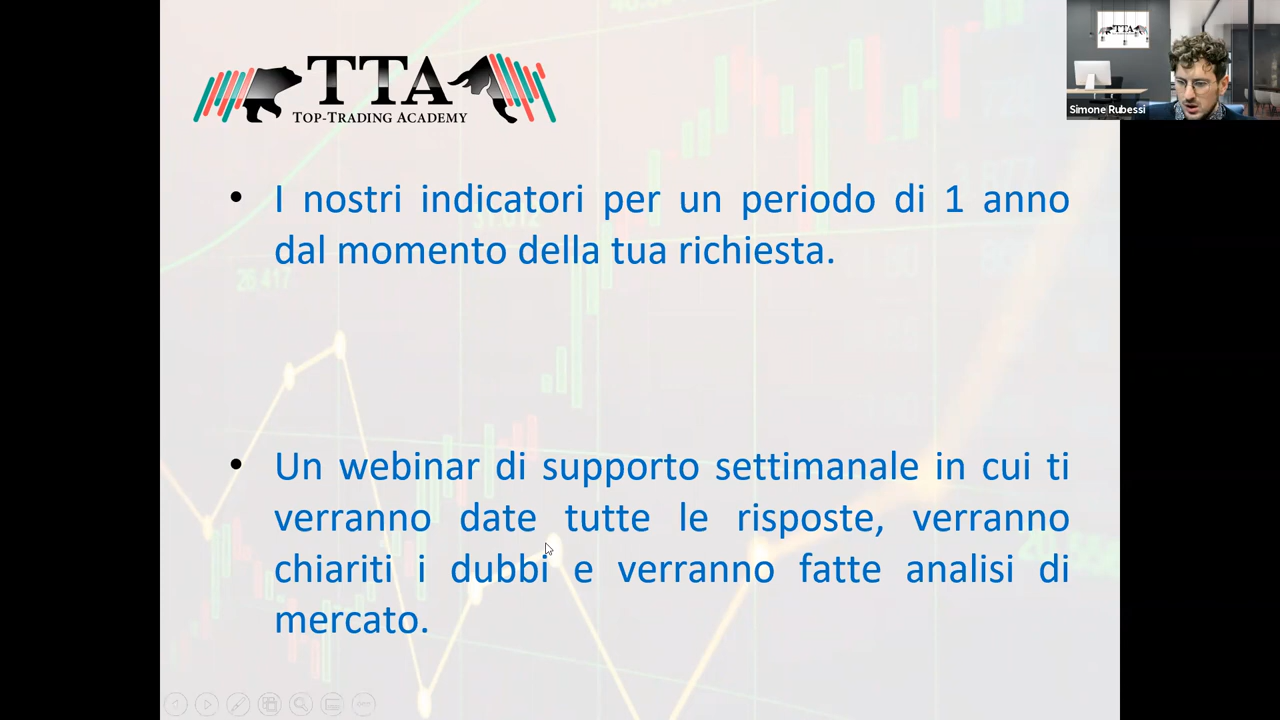 TTA
TOP-TRADING ACADEMY
Simone Rubessi
• I nostri indicatori per un periodo di 1 anno
dal momento della tua richiesta.
26 417
• Un webinar di supporto settimanale in cui ti
verranno date tutte le risposte, verranno
chiariti i dubbi e verranno fatte analisi di
mercato.